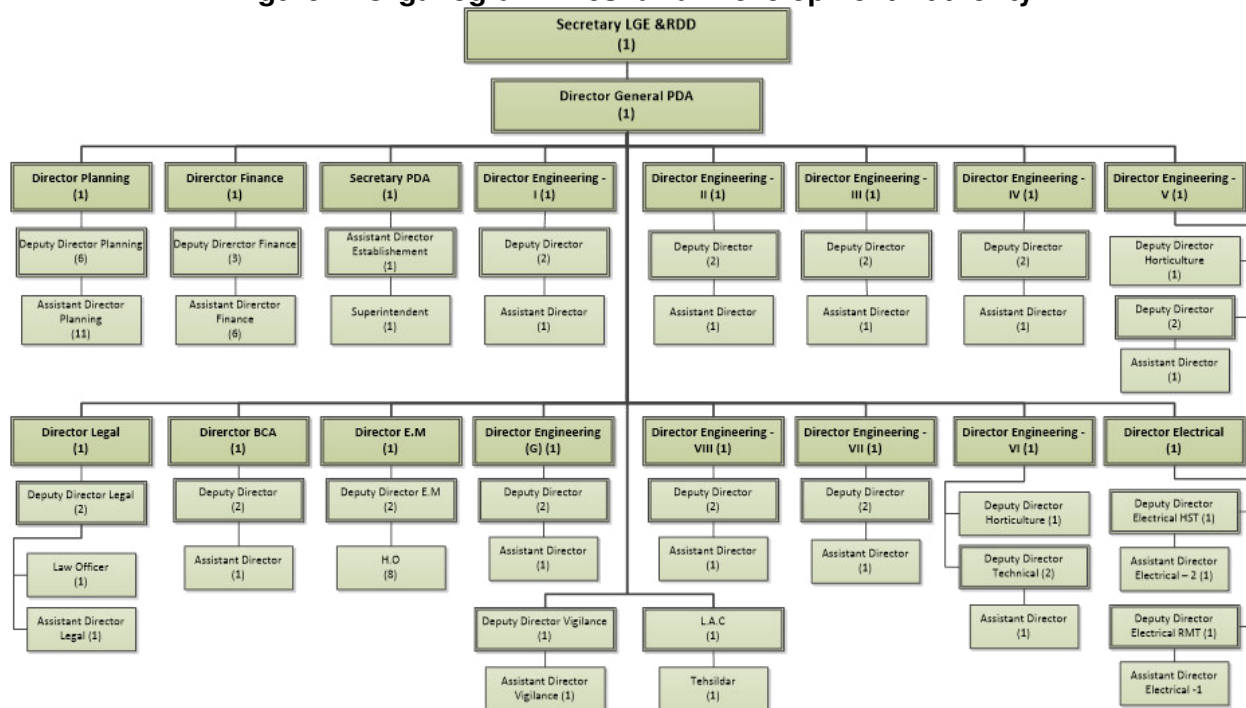 Secretary LGE &RDD
(1)
Director General PDA
(1)
Director Planning
(1)
Direrctor Finance
(1)
Secretary PDA
(1)
Director Engineering -
I (1)
Director Engineering -
II (1)
Director Engineering -
III (1)
Director Engineering -
IV (1)
Director Engineering -
V (1)
Deputy Director Planning
(6)
Deputy Direrctor Finance
(3)
Assistant Director
Establishement
(1)
Deputy Director
(2)
Deputy Director
(2)
Deputy Director
(2)
Deputy Director
(2)
Deputy Director
Horticulture
(1)
Assistant Director
Planning
(11)
Assistant Direrctor
Finance
(6)
Superintendent
(1)
Assistant Director
(1)
Assistant Director
(1)
Assistant Director
(1)
Assistant Director
(1)
Deputy Director
(2)
Assistant Director
(1)
Director Legal
(1)
Direrctor BCA
(1)
Director E.M
(1)
Director Engineering
(G) (1)
Director Engineering -
VIII (1)
Director Engineering -
VII (1)
Director Engineering -
VI (1)
Director Electrical
(1)
Deputy Director Legal
(2)
Deputy Director
(2)
Deputy Director E.M
(2)
Deputy Director
(2)
Deputy Director
(2)
Deputy Director
(2)
Deputy Director
Horticulture (1)
Deputy Director
Electrical HST (1)
Law Officer
(1)
Assistant Director
(1)
H.O
(8)
Assistant Director
(1)
Assistant Director
(1)
Assistant Director
(1)
Deputy Director
Technical (2)
Assistant Director
Electrical – 2 (1)
Assistant Director
Legal (1)
Deputy Director Vigilance
(1)
L.A.C
(1)
Assistant Director
(1)
Deputy Director
Electrical RMT (1)
Assistant Director
Vigilance (1)
Tehsildar
(1)
Assistant Director
Electrical -1